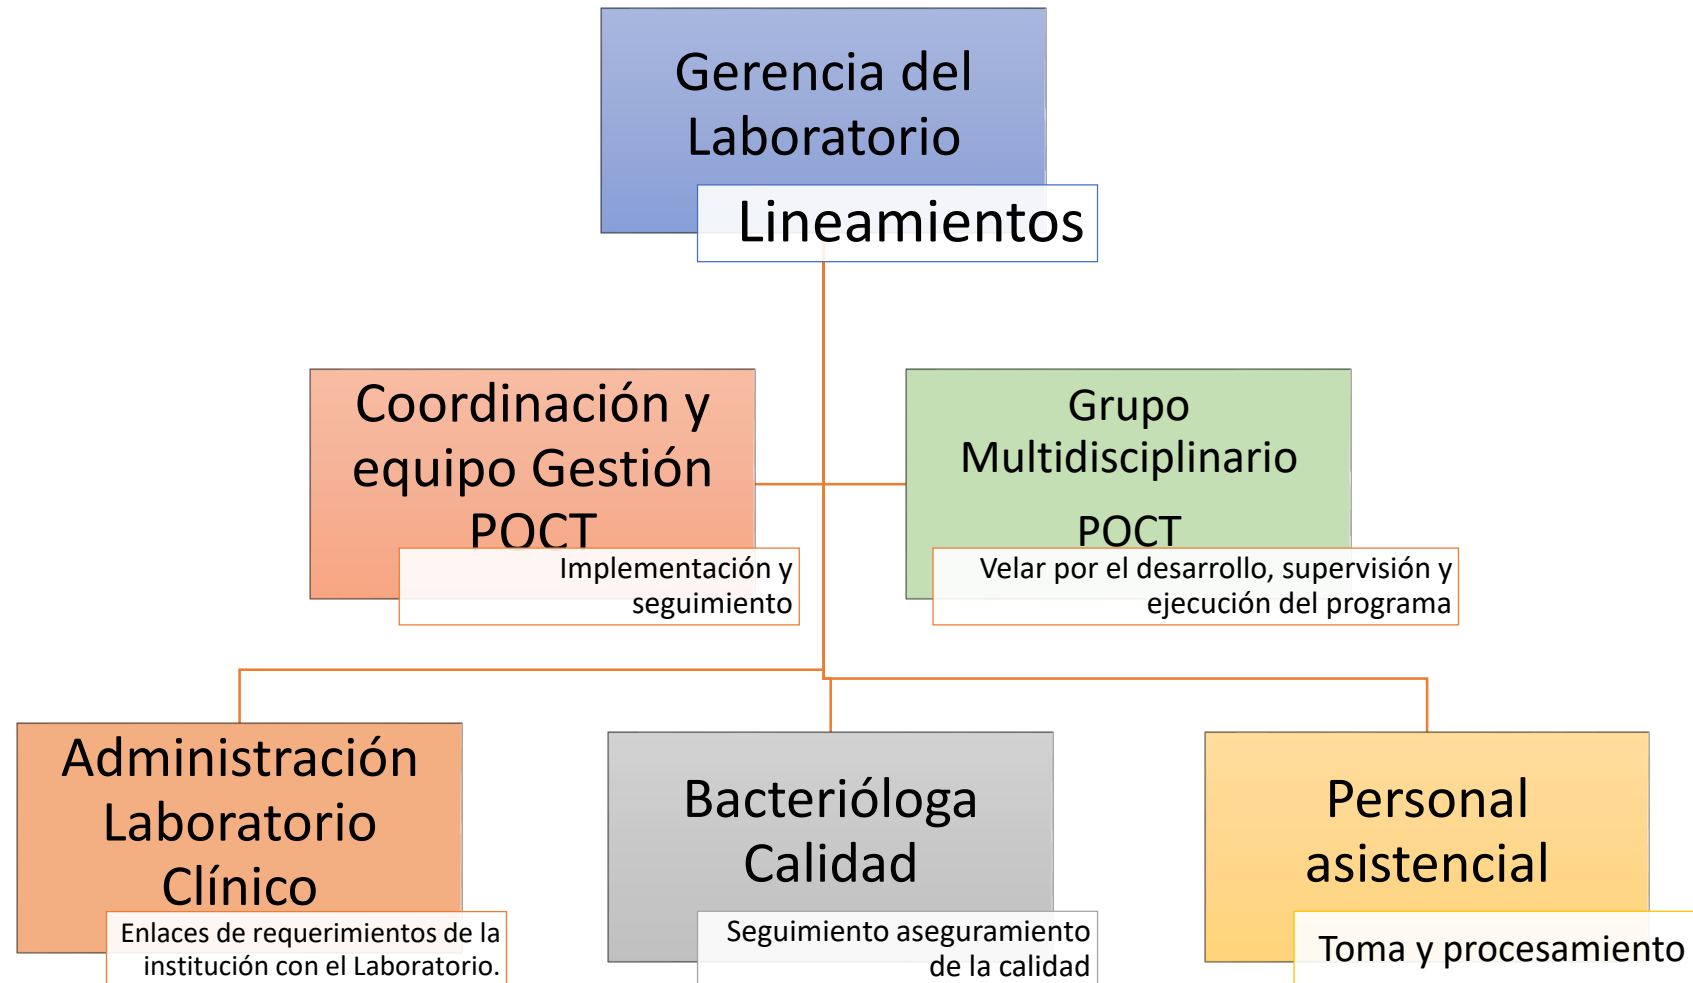 Gerencia del
Laboratorio
Lineamientos
Coordinación y
equipo Gestión
POCT
Implementación y
seguimiento
Grupo
Multidisciplinario
POCT
Velar por el desarrollo, supervisión y
ejecución del programa
Administración
Laboratorio
Clínico
Enlaces de requerimientos de la
institución con el Laboratorio.
Bacterióloga
Calidad
Seguimiento aseguramiento
de la calidad
Personal
asistencial
Toma y procesamiento